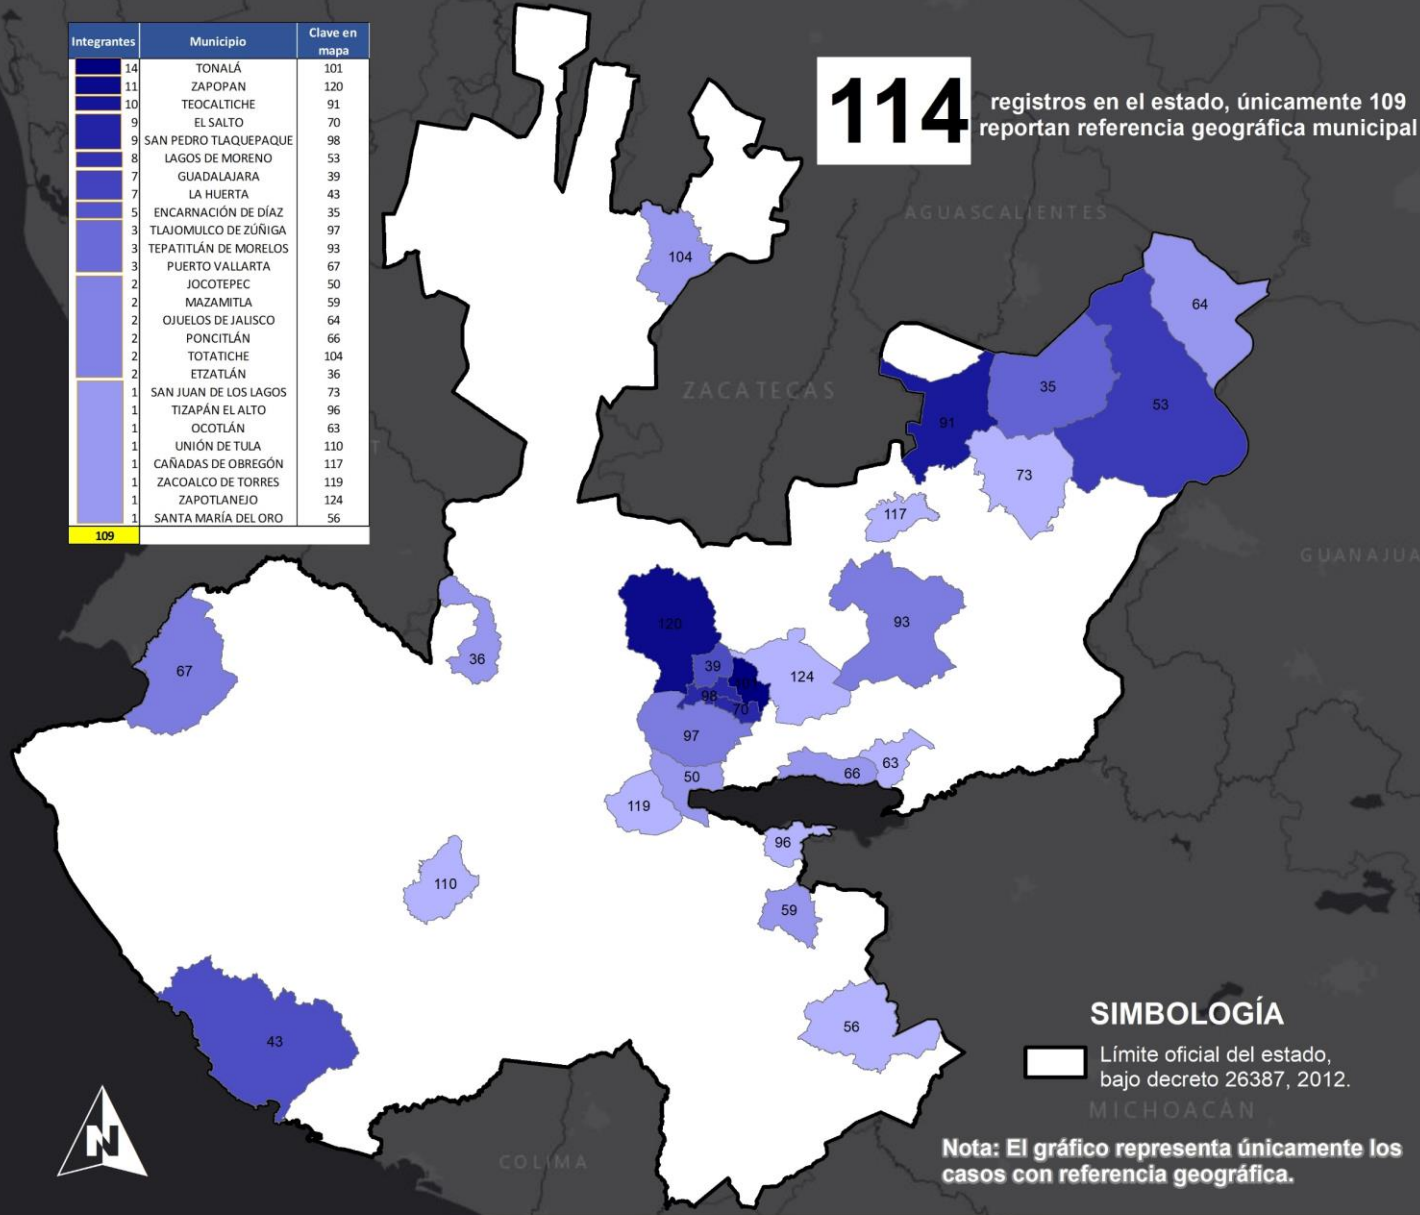 Integrantes Municipio Clave en mapa
14 TONALÁ 101
11 ZAPOPAN 120
10 TEOCALTICHE 91
9 EL SALTO 70
9 SAN PEDRO TLAQUEPAQUE 98
8 LAGOS DE MORENO 53
7 GUADALAJARA 39
7 LA HUERTA 43
5 ENCARNACIÓN DE DÍAZ 35
3 TLAJOMULCO DE ZÚÑIGA 97
3 TEPATITLÁN DE MORELOS 93
3 PUERTO VALLARTA 67
2 JOCOTEPEC 50
2 MAZAMITLA 59
2 OJUELOS DE JALISCO 64
2 PONCITLÁN 66
2 TOTATICHE 104
2 ETZATLÁN 36
1 SAN JUAN DE LOS LAGOS 73
1 TIZAPÁN EL ALTO 96
1 OCOTLÁN 63
1 UNIÓN DE TULA 110
1 CAÑADAS DE OBREGÓN 117
1 ZACOALCO DE TORRES 119
1 ZAPOTLANEJO 124
1 SANTA MARÍA DEL ORO 56
109
114
registros en el estado, únicamente 109
reportan referencia geográfica municipal
AGUASCALIENTES
104
64
ZACATECAS
35
53
91
73
117
GUANAJUA
120
93
36
39
67
124
101
98
70
97
63
50
66
119
96
110
59
56
43
SIMBOLOGÍA
Límite oficial del estado,
bajo decreto 26387, 2012.
MICHOACÁN
N
COLIMA
Nota: El gráfico representa únicamente los
casos con referencia geográfica.